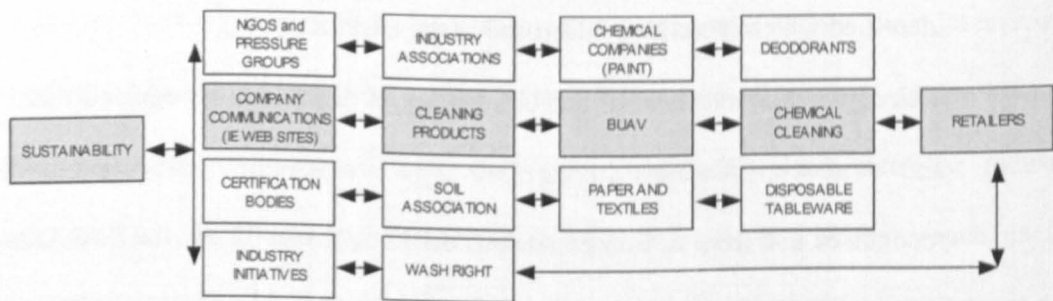 NGOS and
PRESSURE
GROUPS
INDUSTRY
ASSOCIATIONS
CHEMICAL
COMPANIES
(PAINT)
DEODORANTS
SUSTAINABILITY
COMPANY
COMMUNICATIONS
(IE WEB SITES)
CLEANING
PRODUCTS
BUAV
CHEMICAL
CLEANING
RETAILERS
CERTIFICATION
BODIES
SOIL
ASSOCIATION
PAPER AND
TEXTILES
DISPOSABLE
TABLEWARE
INDUSTRY
INITIATIVES
WASH RIGHT